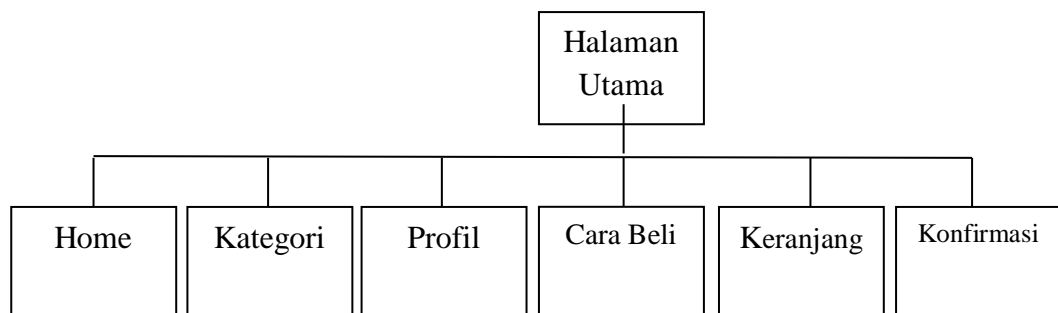 Halaman
Utama
Home
Kategori
Profil
Cara Beli
Keranjang
Konfirmasi